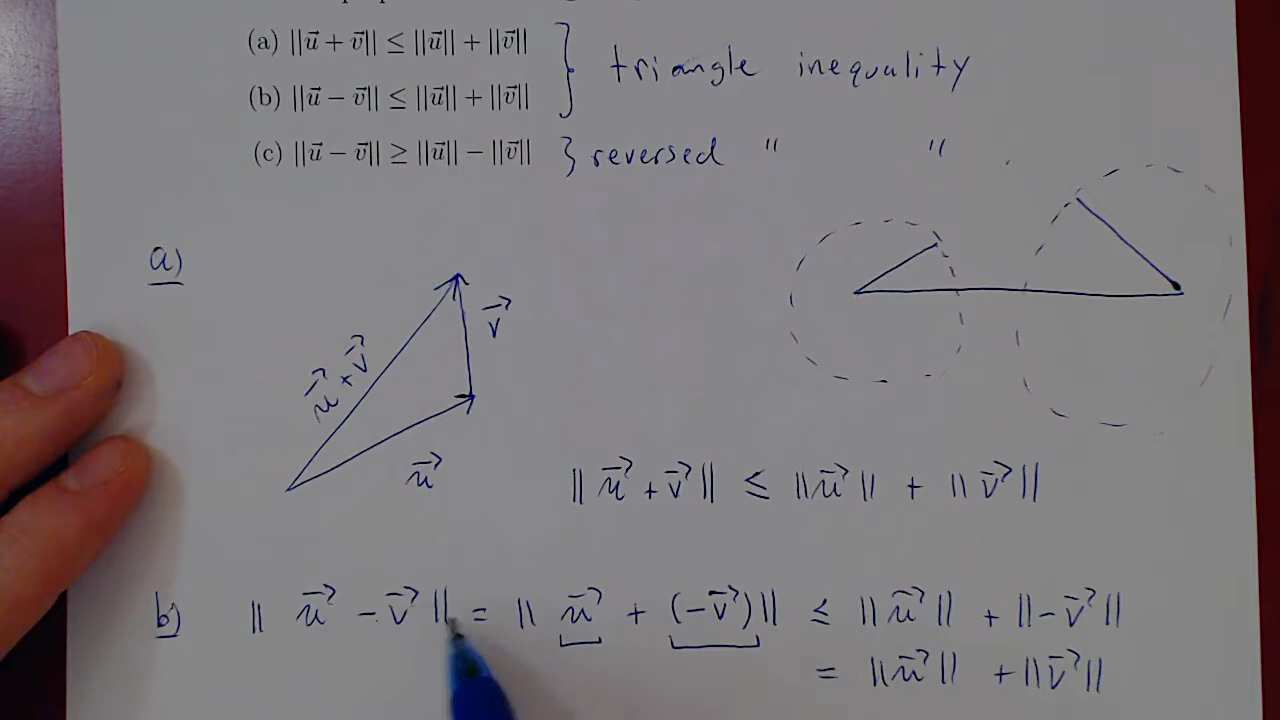 (a) ||u⃗ + v⃗|| ≤ ||u⃗|| + ||v⃗||
(b) ||u⃗ − v⃗|| ≤ ||u⃗|| + ||v⃗||
} triangle inequality
(c) ||u⃗ − v⃗|| ≥ ||u⃗|| − ||v⃗|| } reversed " "
a)
v⃗
u⃗ + v⃗
u⃗
|| u⃗ + v⃗ || ≤ ||u⃗|| + ||v⃗||
b) || u⃗ − v⃗ || = || u⃗ + (−v⃗) || ≤ ||u⃗|| + ||−v⃗||
= ||u⃗|| + ||v⃗||